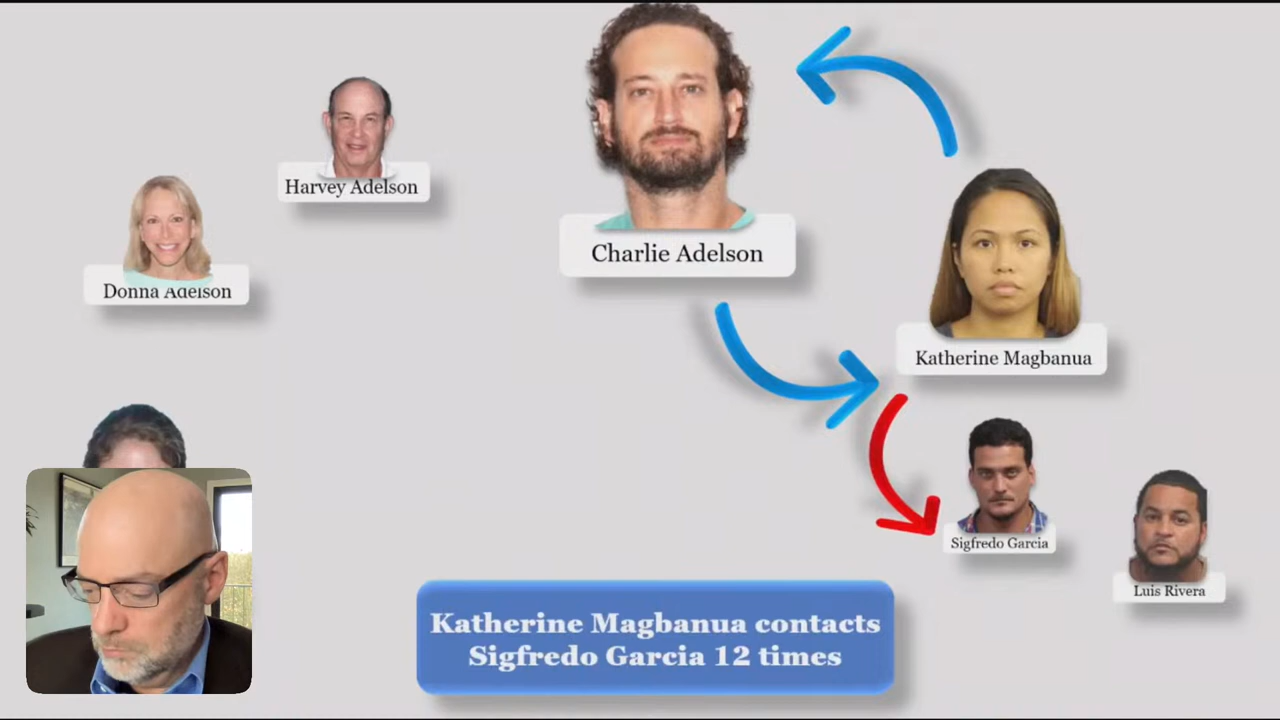 Harvey Adelson
Donna Adelson
Charlie Adelson
Katherine Magbanua
Sigfredo Garcia
Luis Rivera
Katherine Magbanua contacts
Sigfredo Garcia 12 times